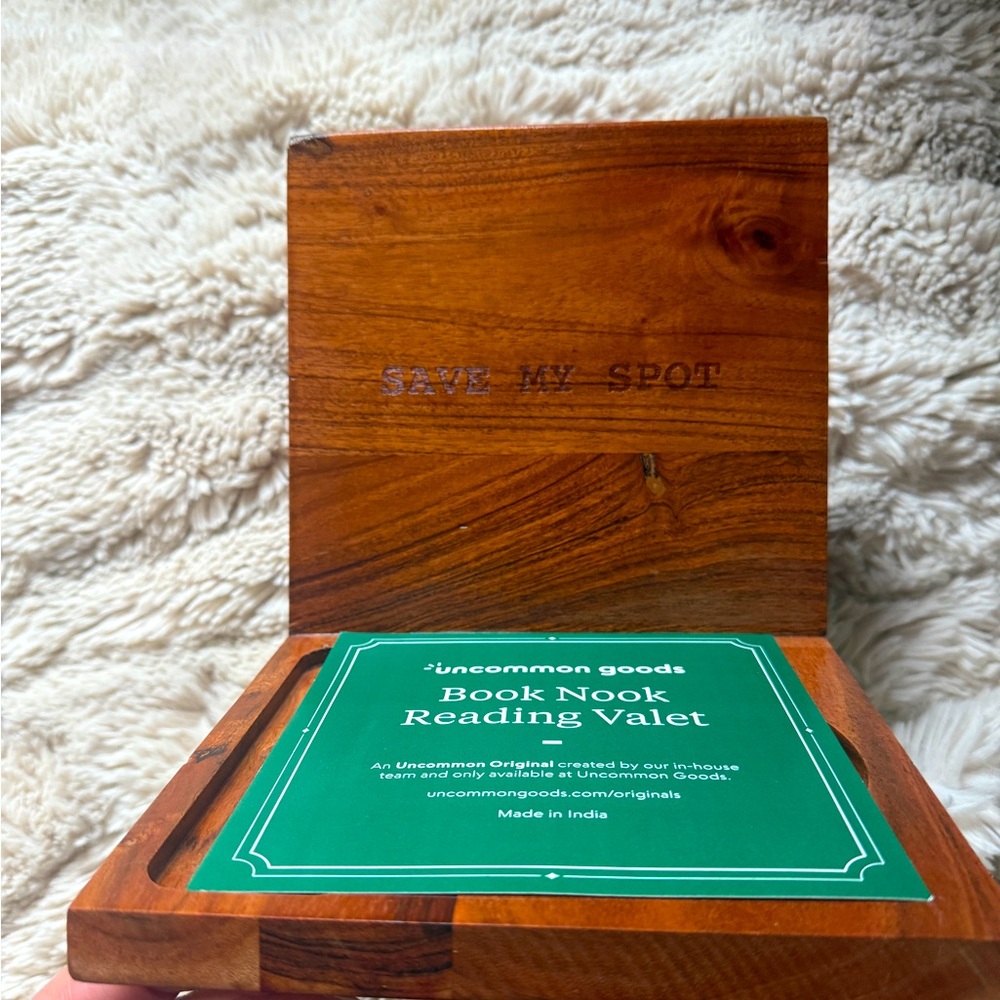 SAVE MY SPOT
uncommon goods
Book Nook
Reading Valet
An Uncommon Original created by our in-house
team and only available at Uncommon Goods.
uncommongoods.com/originals
Made in India